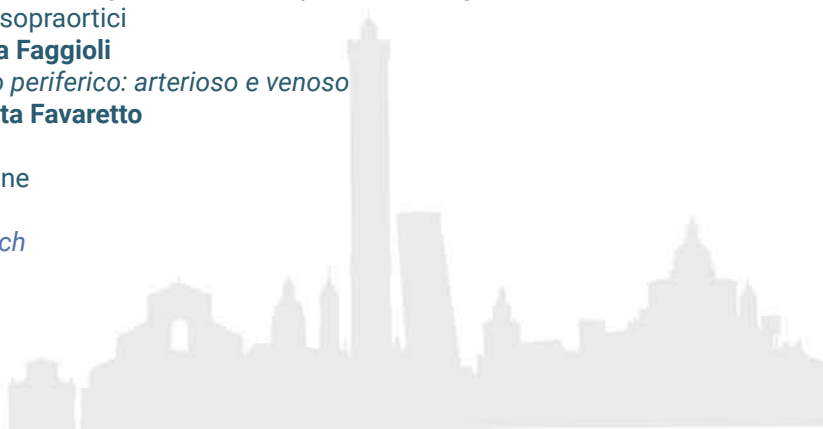 sopraortici
a Faggioli
o periferico: arterioso e venoso
ta Favaretto
ne
ch